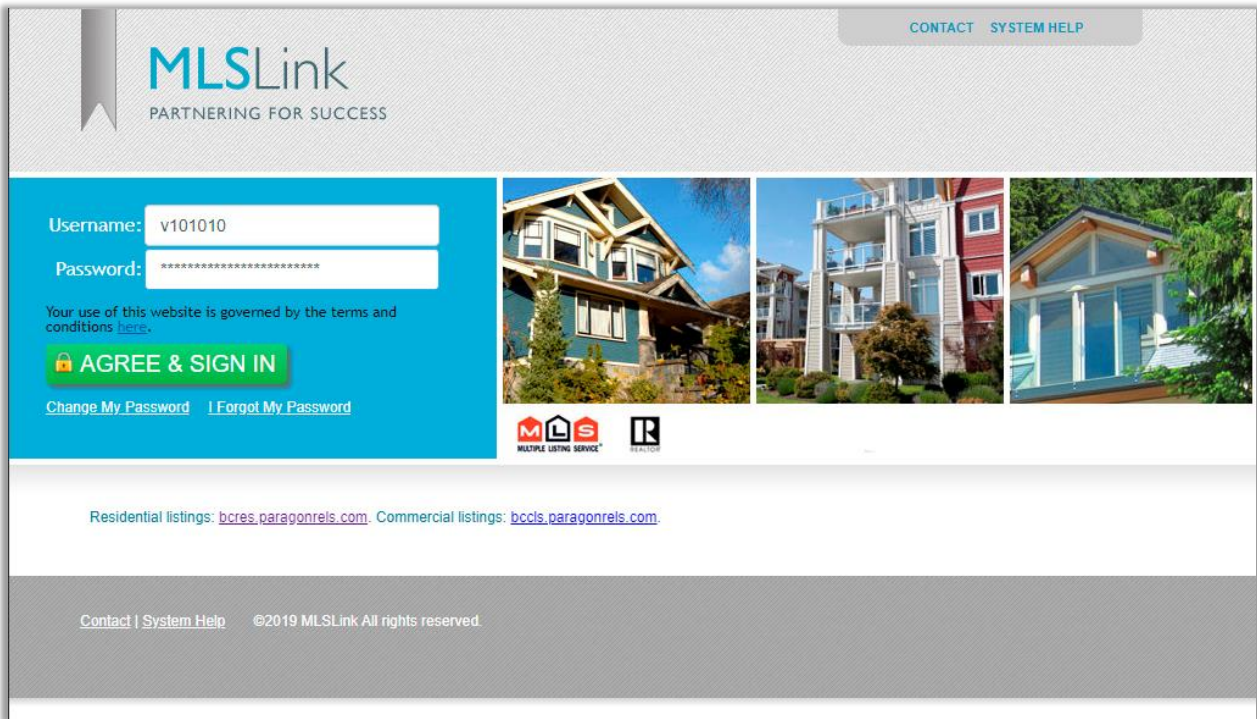 CONTACT SYSTEM HELP
MLSLink
PARTNERING FOR SUCCESS
Username: v101010
Password: ************************
Your use of this website is governed by the terms and
conditions here.
AGREE & SIGN IN
Change My Password I Forgot My Password
MLS R
MULTIPLE LISTING SERVICE® REALTOR
Residential listings: bcres.paragonrels.com. Commercial listings: bccls.paragonrels.com.
Contact | System Help ©2019 MLSLink All rights reserved.